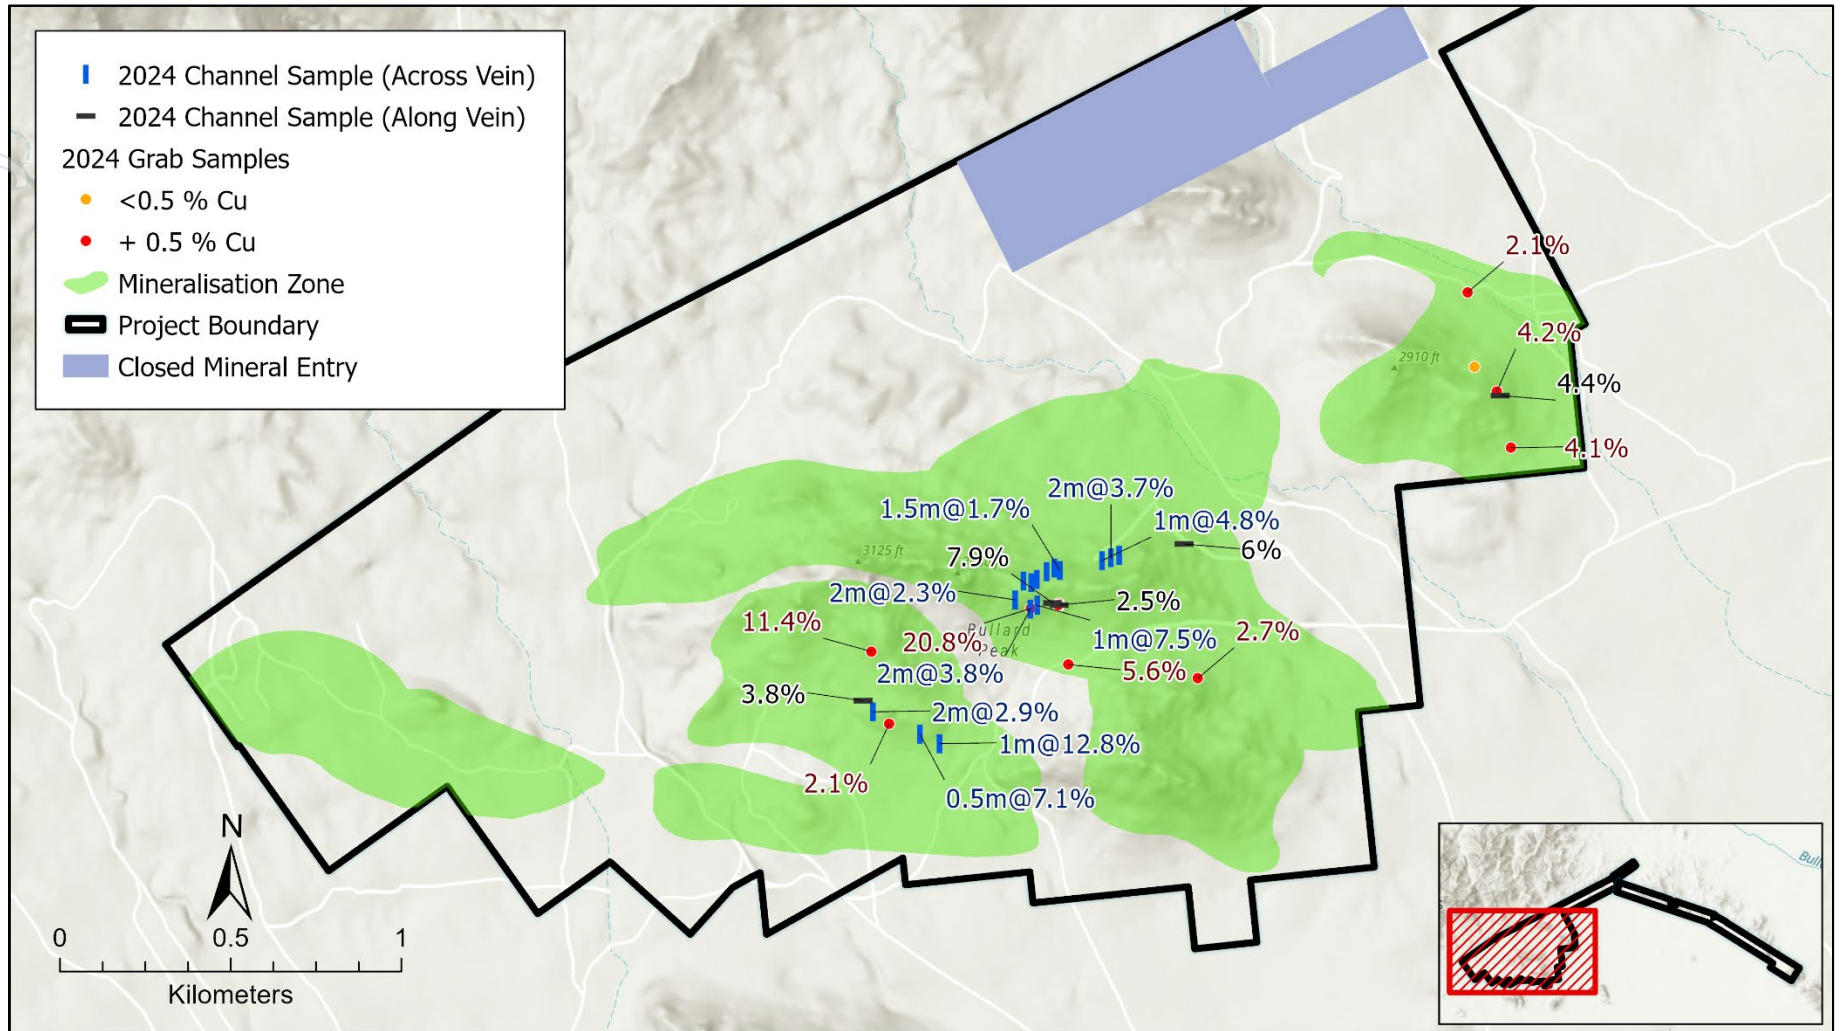 2024 Channel Sample (Across Vein)
2024 Channel Sample (Along Vein)
2024 Grab Samples
<0.5 % Cu
+ 0.5 % Cu
Mineralisation Zone
Project Boundary
Closed Mineral Entry
2.1%
4.2%
2910 ft
4.4%
4.1%
2m@3.7%
1.5m@1.7%
1m@4.8%
3125 ft
7.9%
6%
2m@2.3%
2.5%
11.4%
Bullard
Peak
20.8%
1m@7.5%
2.7%
2m@3.8%
5.6%
3.8%
2m@2.9%
1m@12.8%
2.1%
0.5m@7.1%
N
0
0.5
1
Kilometers